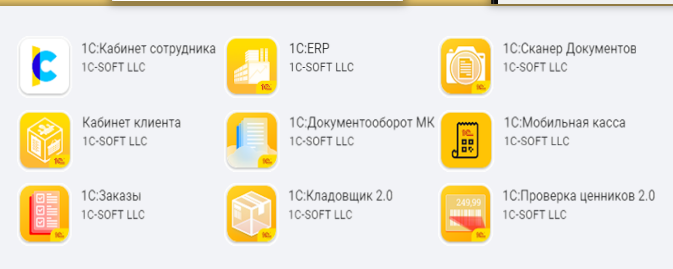 1С:Кабинет сотрудника
1C-SOFT LLC
1С:ERP
1C-SOFT LLC
1С:Сканер Документов
1C-SOFT LLC
Кабинет клиента
1C-SOFT LLC
1С:Документооборот МК
1C-SOFT LLC
1С:Мобильная касса
1C-SOFT LLC
1С:Заказы
1C-SOFT LLC
1С:Кладовщик 2.0
1C-SOFT LLC
249,99
1С:Проверка ценников 2.0
1C-SOFT LLC